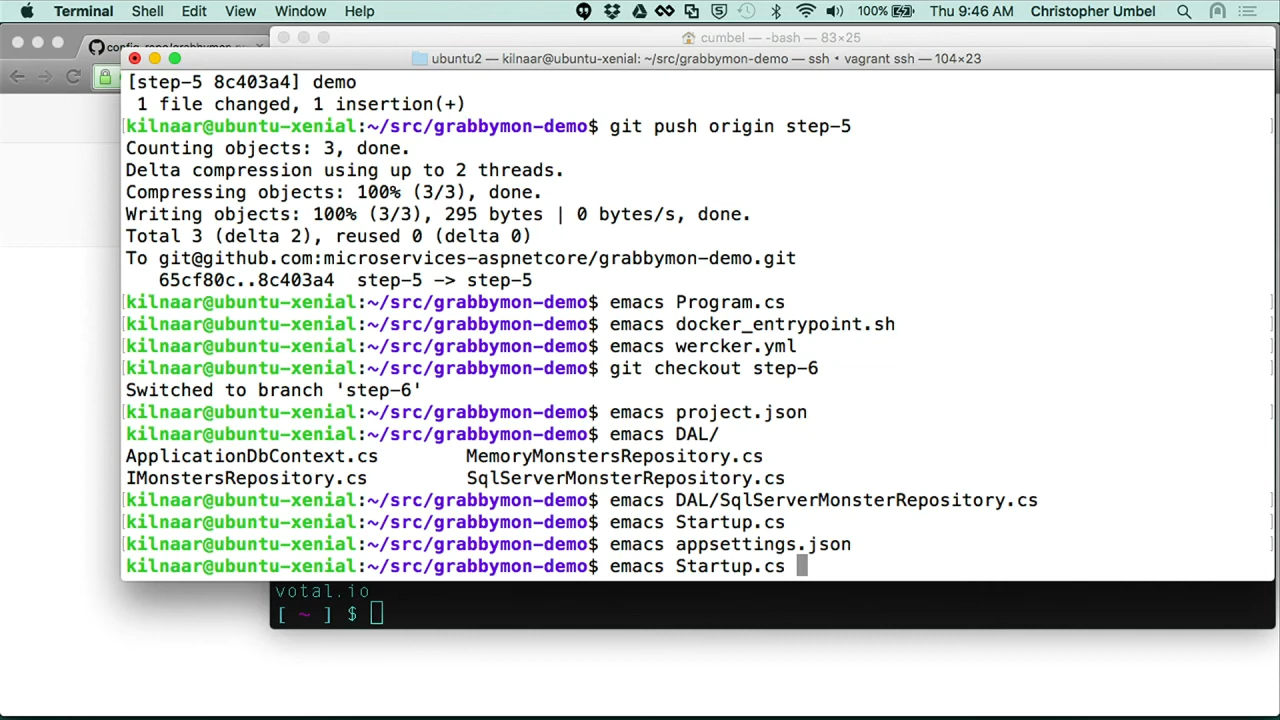 Terminal Shell Edit View Window Help 100% Thu 9:46 AM Christopher Umbel
cumbel — -bash — 83×25
ubuntu2 — kilnaar@ubuntu-xenial: ~/src/grabbymon-demo — ssh • vagrant ssh — 104×23
[step-5 8c403a4] demo
1 file changed, 1 insertion(+)
kilnaar@ubuntu-xenial:~/src/grabbymon-demo$ git push origin step-5
Counting objects: 3, done.
Delta compression using up to 2 threads.
Compressing objects: 100% (3/3), done.
Writing objects: 100% (3/3), 295 bytes | 0 bytes/s, done.
Total 3 (delta 2), reused 0 (delta 0)
To git@github.com:microservices-aspnetcore/grabbymon-demo.git
65cf80c..8c403a4 step-5 -> step-5
kilnaar@ubuntu-xenial:~/src/grabbymon-demo$ emacs Program.cs
kilnaar@ubuntu-xenial:~/src/grabbymon-demo$ emacs docker_entrypoint.sh
kilnaar@ubuntu-xenial:~/src/grabbymon-demo$ emacs wercker.yml
kilnaar@ubuntu-xenial:~/src/grabbymon-demo$ git checkout step-6
Switched to branch 'step-6'
kilnaar@ubuntu-xenial:~/src/grabbymon-demo$ emacs project.json
kilnaar@ubuntu-xenial:~/src/grabbymon-demo$ emacs DAL/
ApplicationDbContext.cs MemoryMonstersRepository.cs
IMonstersRepository.cs SqlServerMonsterRepository.cs
kilnaar@ubuntu-xenial:~/src/grabbymon-demo$ emacs DAL/SqlServerMonsterRepository.cs
kilnaar@ubuntu-xenial:~/src/grabbymon-demo$ emacs Startup.cs
kilnaar@ubuntu-xenial:~/src/grabbymon-demo$ emacs appsettings.json
kilnaar@ubuntu-xenial:~/src/grabbymon-demo$ emacs Startup.cs
votal.io
[ ~ ] $